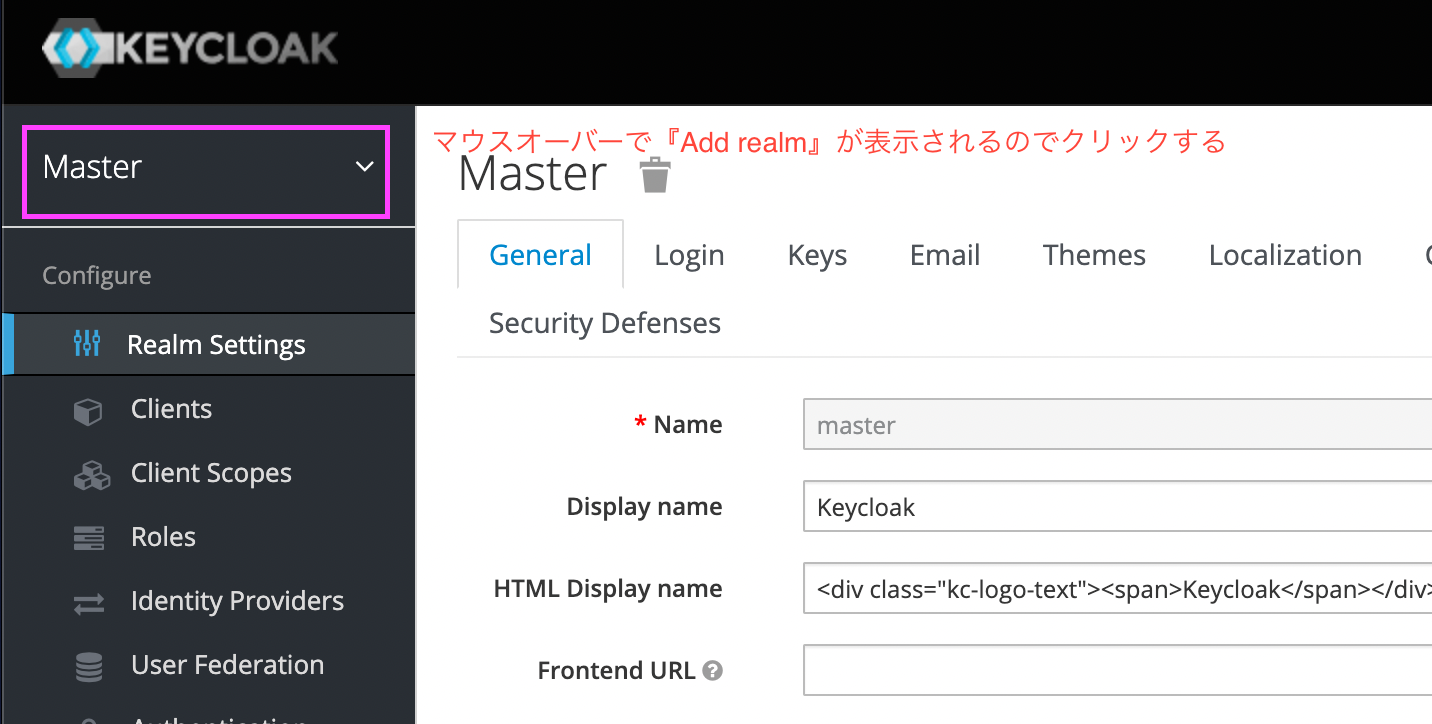 KEYCLOAK
Master
マウスオーバーで『Add realm』が表示されるのでクリックする
Master
General Login Keys Email Themes Localization
Security Defenses
Configure
Realm Settings
Clients
Client Scopes
Roles
Identity Providers
User Federation
Authentication
* Name master
Display name Keycloak
HTML Display name <div class="kc-logo-text"><span>Keycloak</span></div>
Frontend URL ?